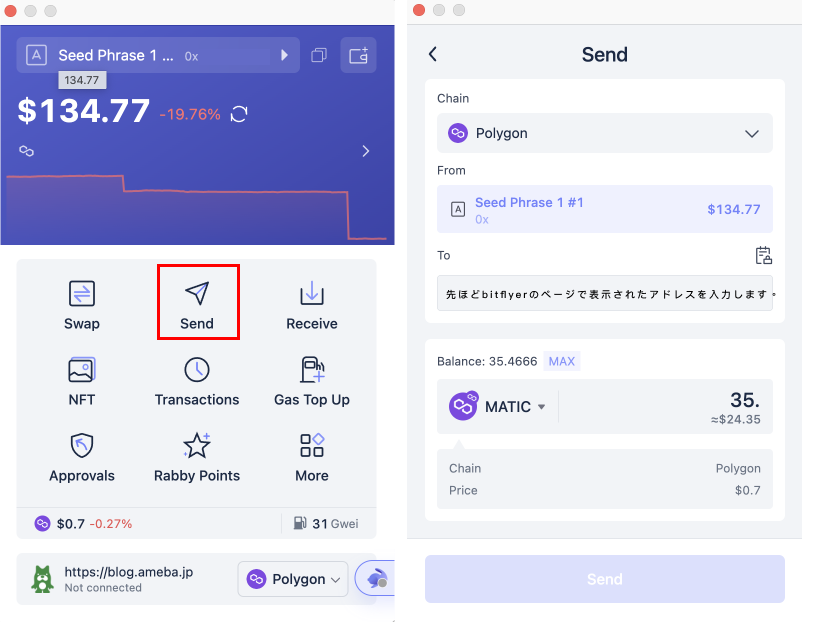 A Seed Phrase 1 ... 0x
134.77
$134.77 -19.76%
Swap
Send
Receive
NFT
Transactions
Gas Top Up
Approvals
Rabby Points
More
$0.7 -0.27%
31 Gwei
https://blog.ameba.jp
Not connected
Polygon
Send
Chain
Polygon
From
A Seed Phrase 1 #1
0x
$134.77
To
先ほどbitflyerのページで表示されたアドレスを入力します。
Balance: 35.4666 MAX
MATIC
35.
≈$24.35
Chain Polygon
Price $0.7
Send